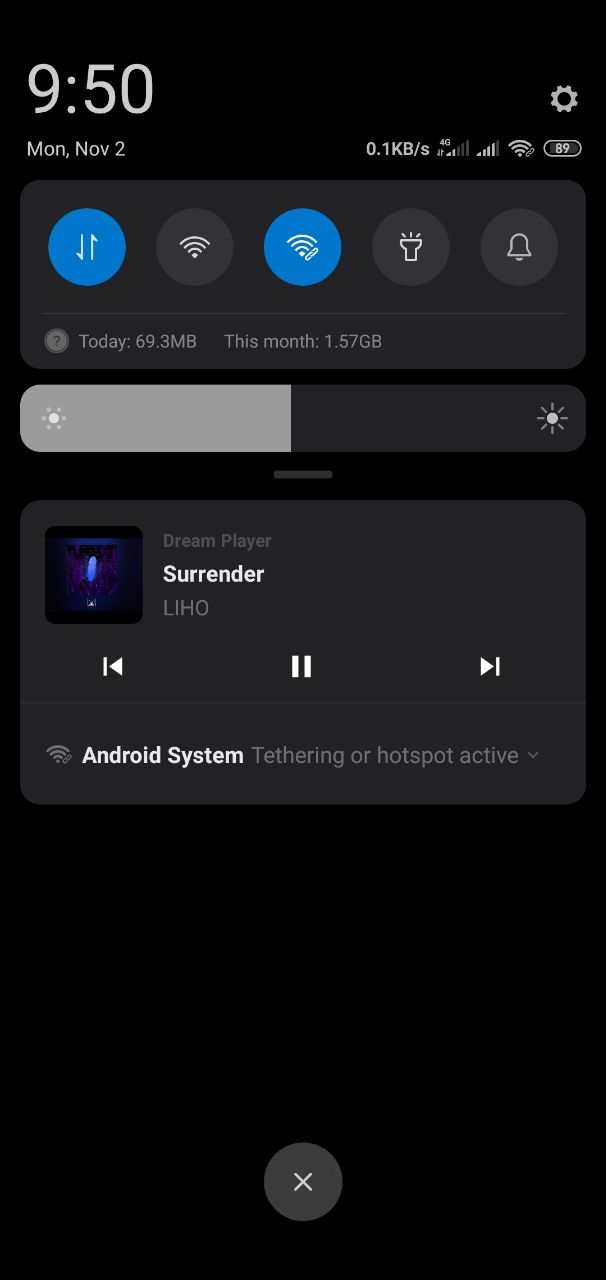 9:50
Mon, Nov 2
0.1KB/s 4G 89
? Today: 69.3MB This month: 1.57GB
Dream Player
Surrender
LIHO
Android System Tethering or hotspot active